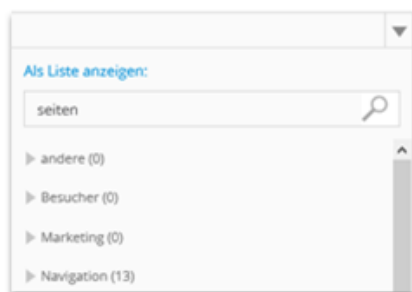 Als Liste anzeigen:
seiten
andere (0)
Besucher (0)
Marketing (0)
Navigation (13)